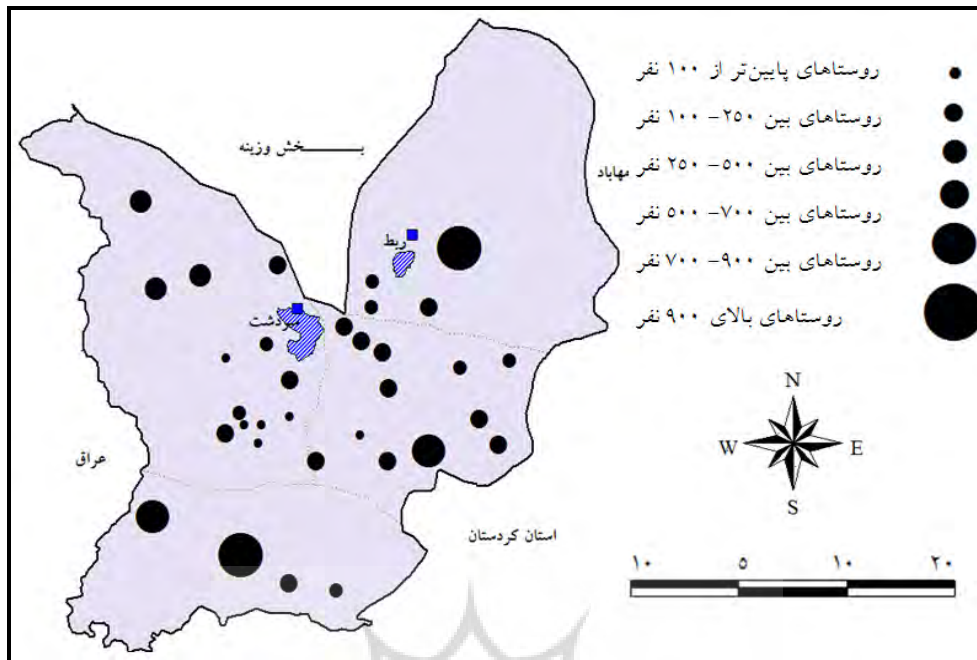 روستاهای پایین‌تر از ۱۰۰ نفر
روستاهای بین ۲۵۰- ۱۰۰ نفر
روستاهای بین ۵۰۰- ۲۵۰ نفر
روستاهای بین ۷۰۰- ۵۰۰ نفر
روستاهای بین ۹۰۰- ۷۰۰ نفر
روستاهای بالای ۹۰۰ نفر
بـــــخش وزینه
مهاباد
ربط
سردشت
عراق
استان کردستان
N
W E
S
۱۰ ۵ ۱۰ ۲۰